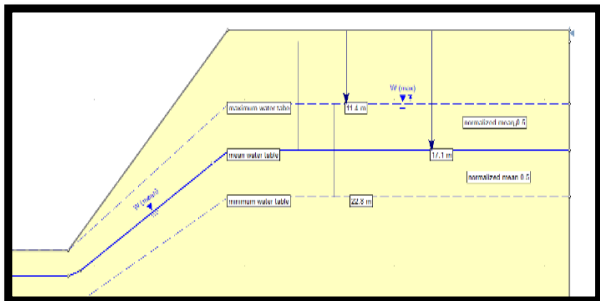 W (max)
maximum water table
11.4 m
normalized mean 0.5
mean water table
17.1 m
normalized mean 0.5
W (mean)
minimum water table
22.8 m